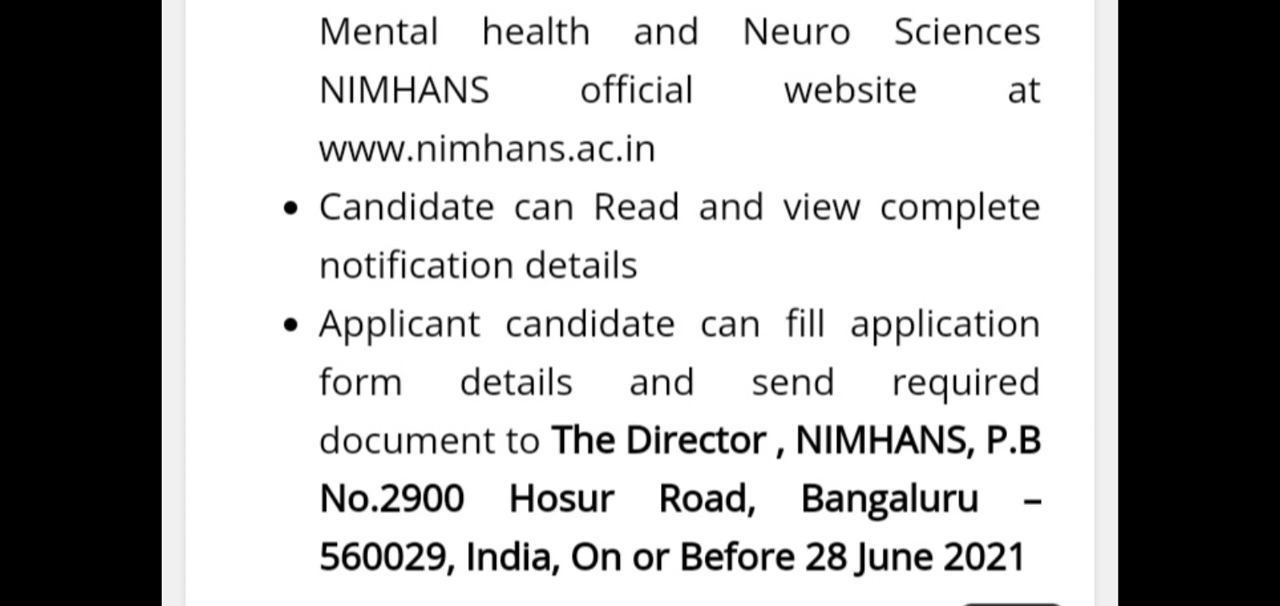 Mental health and Neuro Sciences
NIMHANS official website at
www.nimhans.ac.in
• Candidate can Read and view complete
notification details
• Applicant candidate can fill application
form details and send required
document to The Director , NIMHANS, P.B
No.2900 Hosur Road, Bangaluru –
560029, India, On or Before 28 June 2021